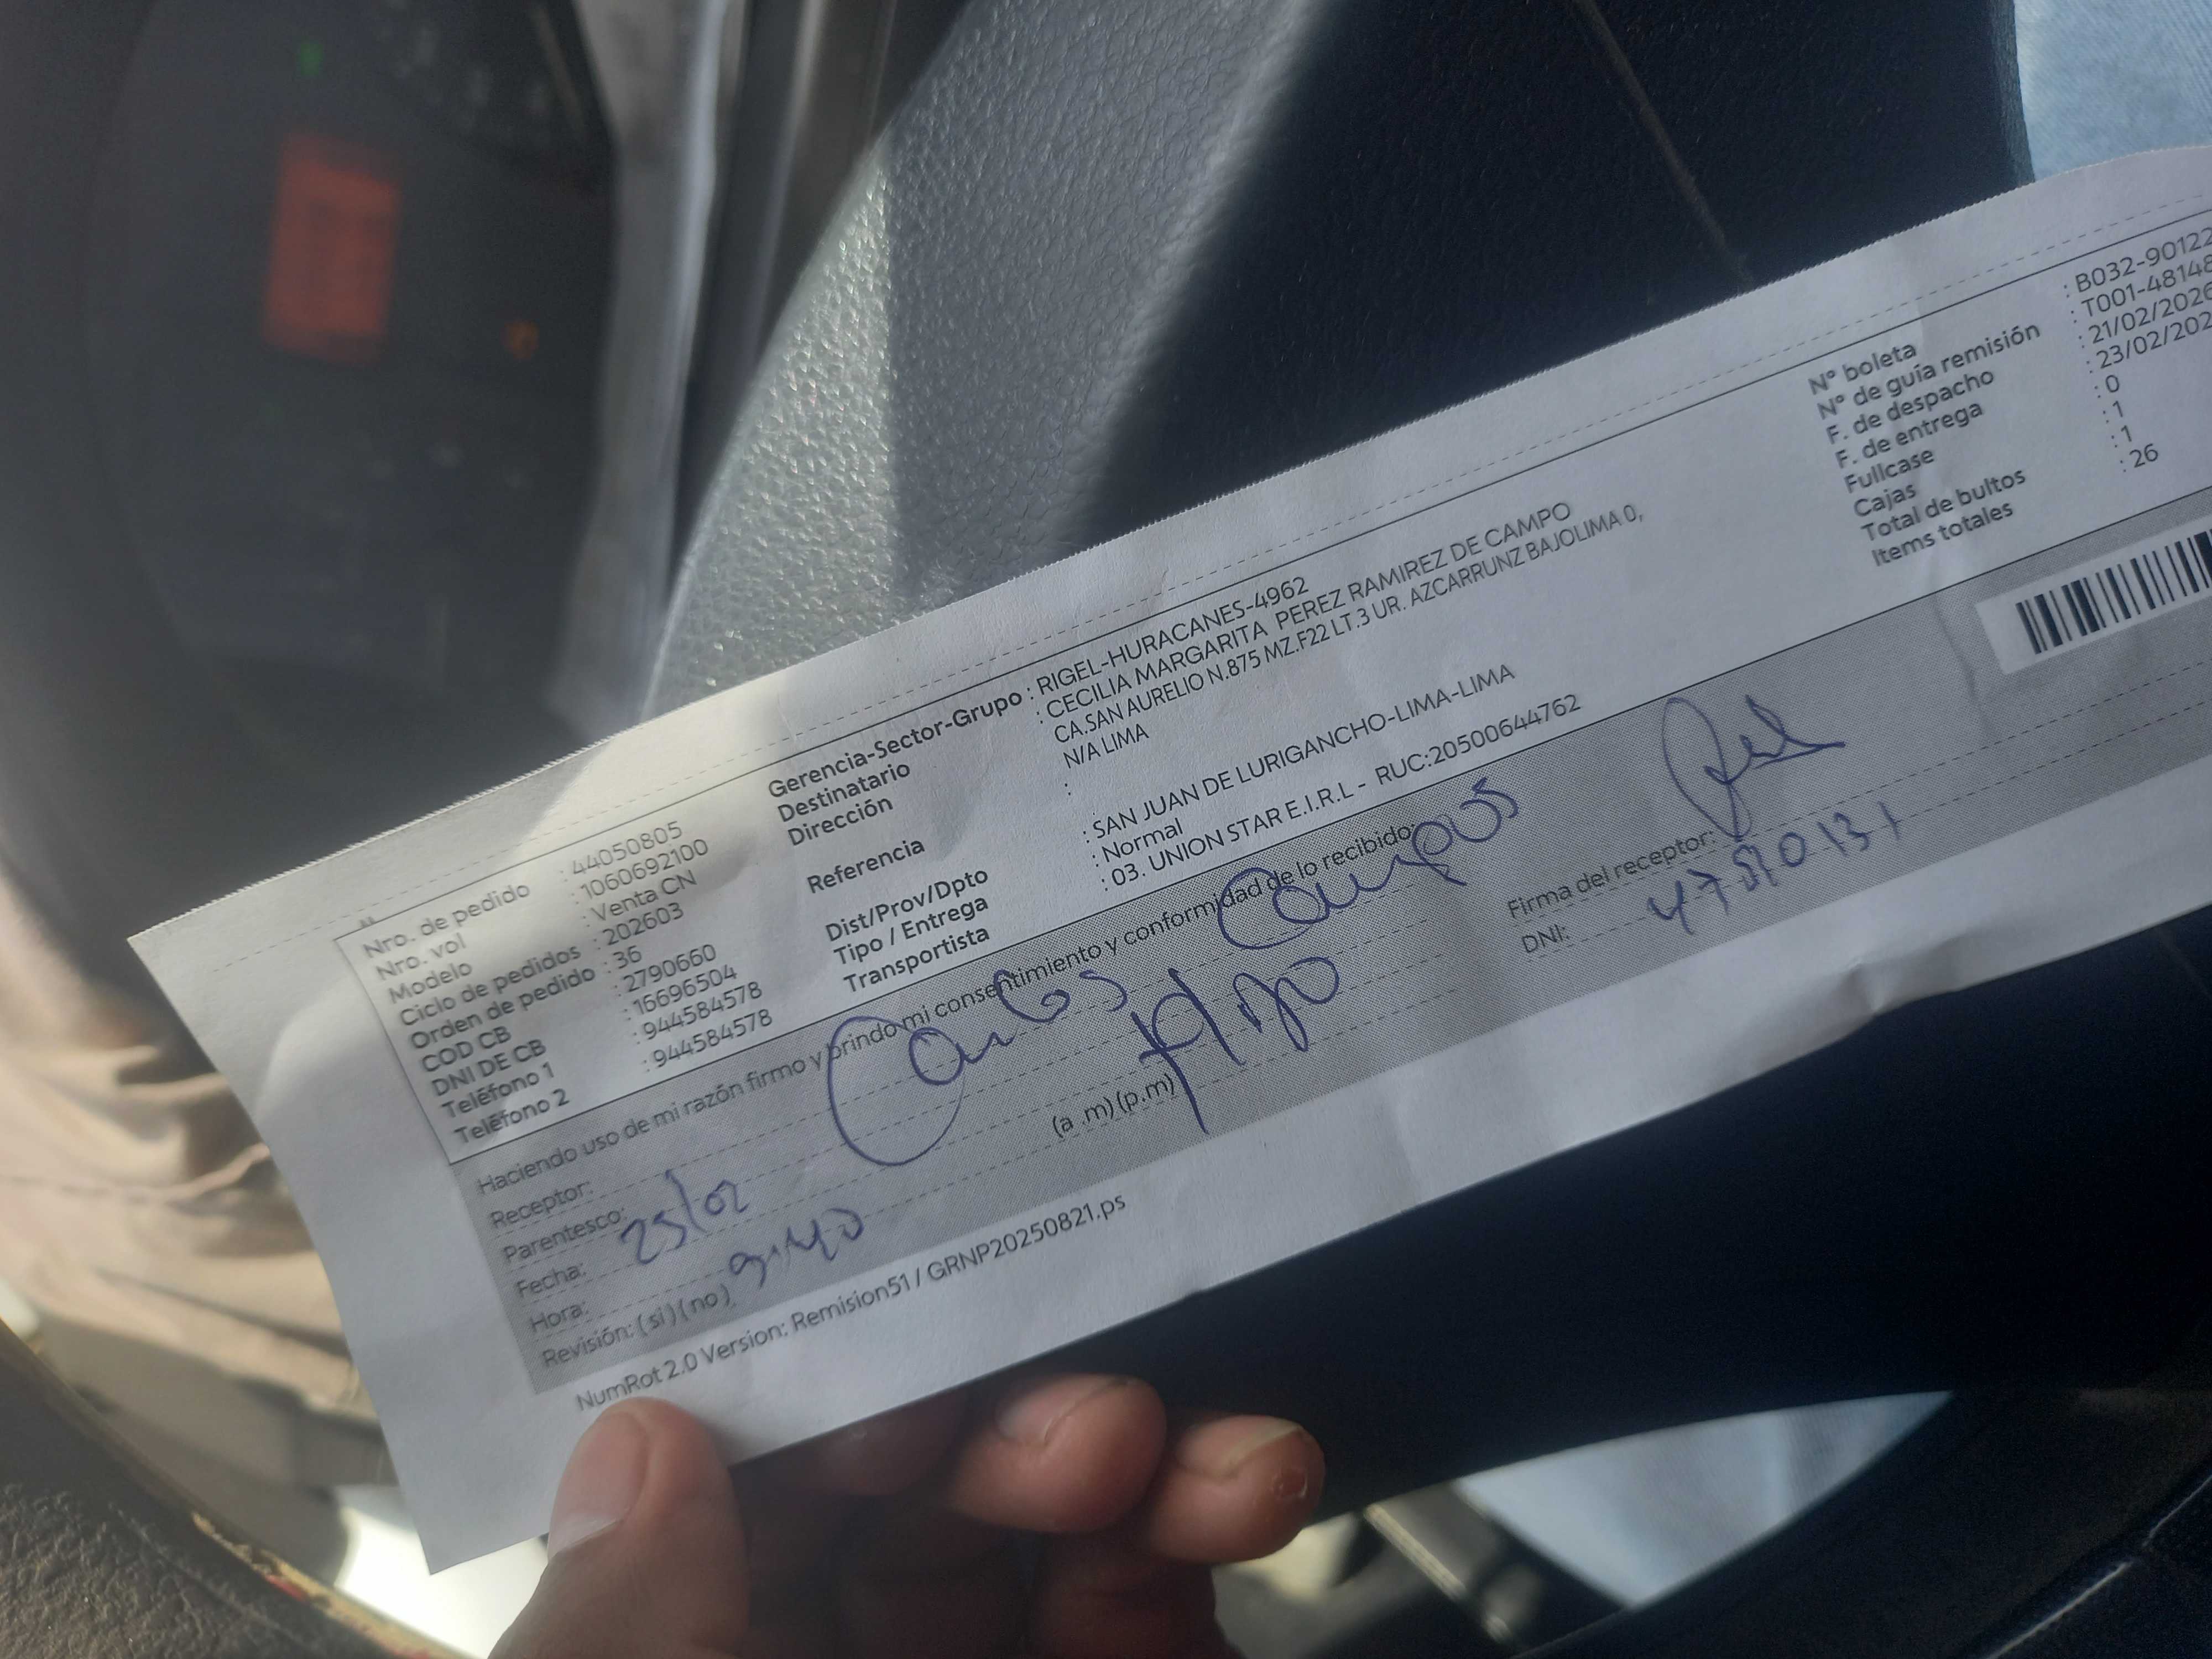 Nro. de pedido : 44050805
Nro. vol : 1060692100
Modelo : Venta CN
Ciclo de pedidos : 202603
Orden de pedido : 36
COD CB : 2790660
DNI DE CB : 16696504
Teléfono 1 : 944584578
Teléfono 2 : 944584578
Gerencia-Sector-Grupo : RIGEL-HURACANES-4962
Destinatario : CECILIA MARGARITA PEREZ RAMIREZ DE CAMPO
Dirección CA.SAN AURELIO N.875 MZ.F22 LT.3 UR. AZCARRUNZ BAJOLIMA 0,
N/A LIMA
Referencia :
Dist/Prov/Dpto : SAN JUAN DE LURIGANCHO-LIMA-LIMA
Tipo / Entrega : Normal
Transportista : 03. UNION STAR E.I.R.L - RUC:20500644762
N° boleta : B032-90122
N° de guía remisión : T001-48148
F. de despacho : 21/02/2026
F. de entrega : 23/02/202
Fullcase : 0
Cajas : 1
Total de bultos : 1
Items totales : 26
Haciendo uso de mi razón firmo y brindo mi consentimiento y conformidad de lo recibido:
Receptor: Carlos Campos
Parentesco: Hijo
Fecha: 23/02
Hora: 9:40 (a .m) (p.m)
Revisión: (si) (no)
Firma del receptor:
DNI:
NumRot 2.0 Version: Remision51 / GRNP20250821.ps